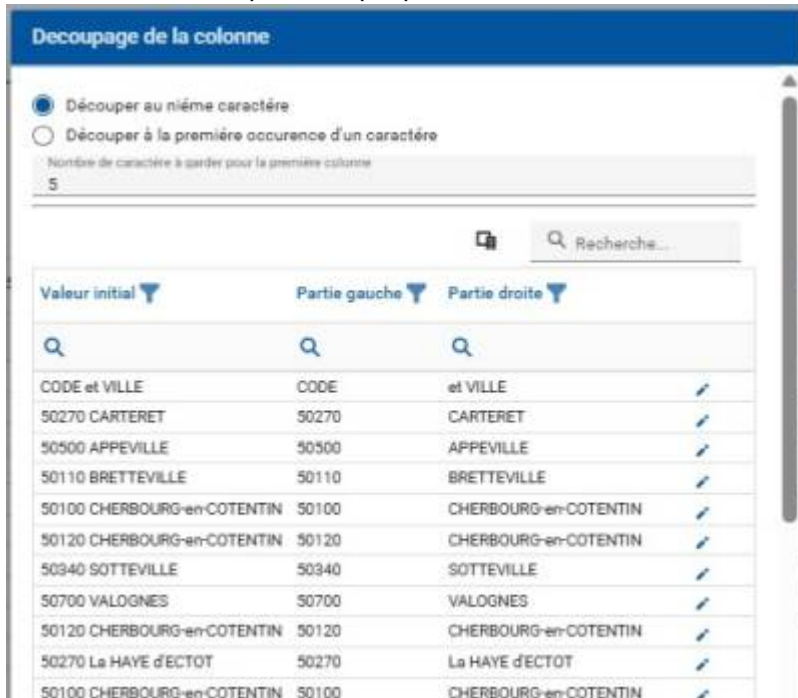 Decoupage de la colonne
Découper au niéme caractére
Découper à la premiére occurence d'un caractére
Nombre de caractère à garder pour la première colonne
5
Recherche...
Valeur initial Partie gauche Partie droite
CODE et VILLE CODE et VILLE
50270 CARTERET 50270 CARTERET
50500 APPEVILLE 50500 APPEVILLE
50110 BRETTEVILLE 50110 BRETTEVILLE
50100 CHERBOURG-en-COTENTIN 50100 CHERBOURG-en-COTENTIN
50120 CHERBOURG-en-COTENTIN 50120 CHERBOURG-en-COTENTIN
50340 SOTTEVILLE 50340 SOTTEVILLE
50700 VALOGNES 50700 VALOGNES
50120 CHERBOURG-en-COTENTIN 50120 CHERBOURG-en-COTENTIN
50270 La HAYE d'ECTOT 50270 La HAYE d'ECTOT
50100 CHERBOURG-en-COTENTIN 50100 CHERBOURG-en-COTENTIN